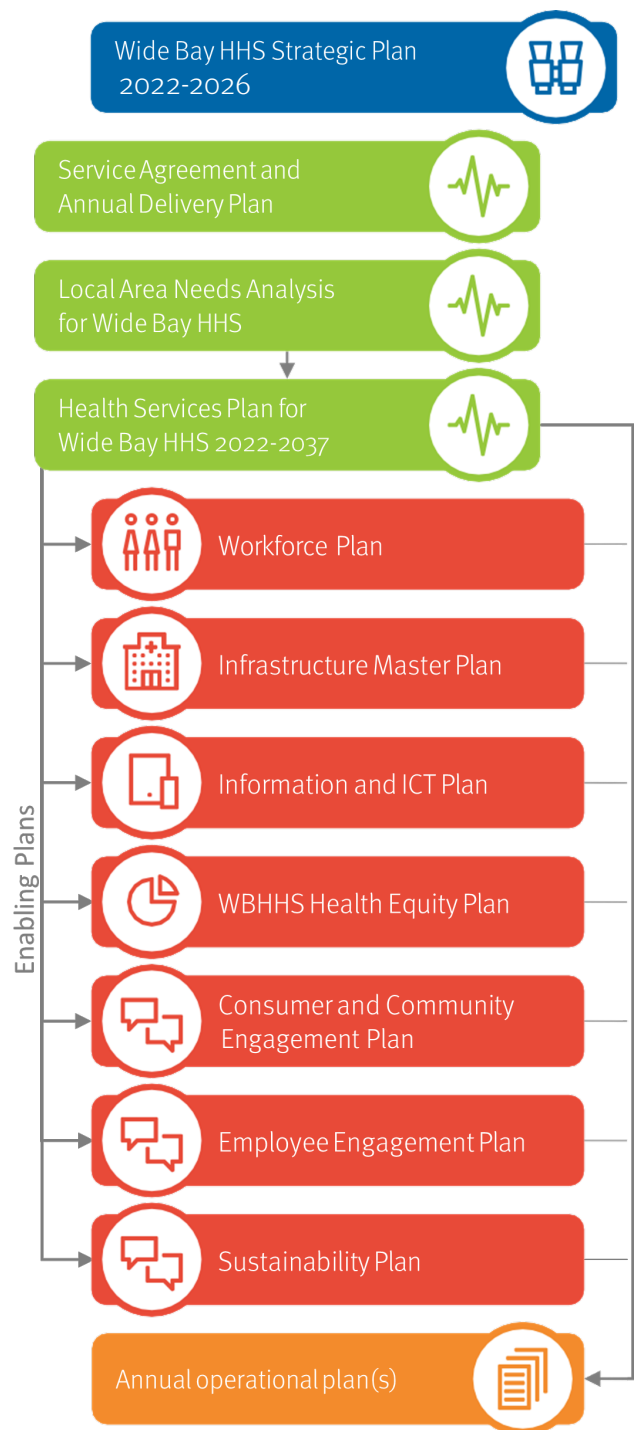 Wide Bay HHS Strategic Plan
2022-2026
Service Agreement and
Annual Delivery Plan
Local Area Needs Analysis
for Wide Bay HHS
Health Services Plan for
Wide Bay HHS 2022-2037
Enabling Plans
Workforce Plan
Infrastructure Master Plan
Information and ICT Plan
WBHHS Health Equity Plan
Consumer and Community
Engagement Plan
Employee Engagement Plan
Sustainability Plan
Annual operational plan(s)